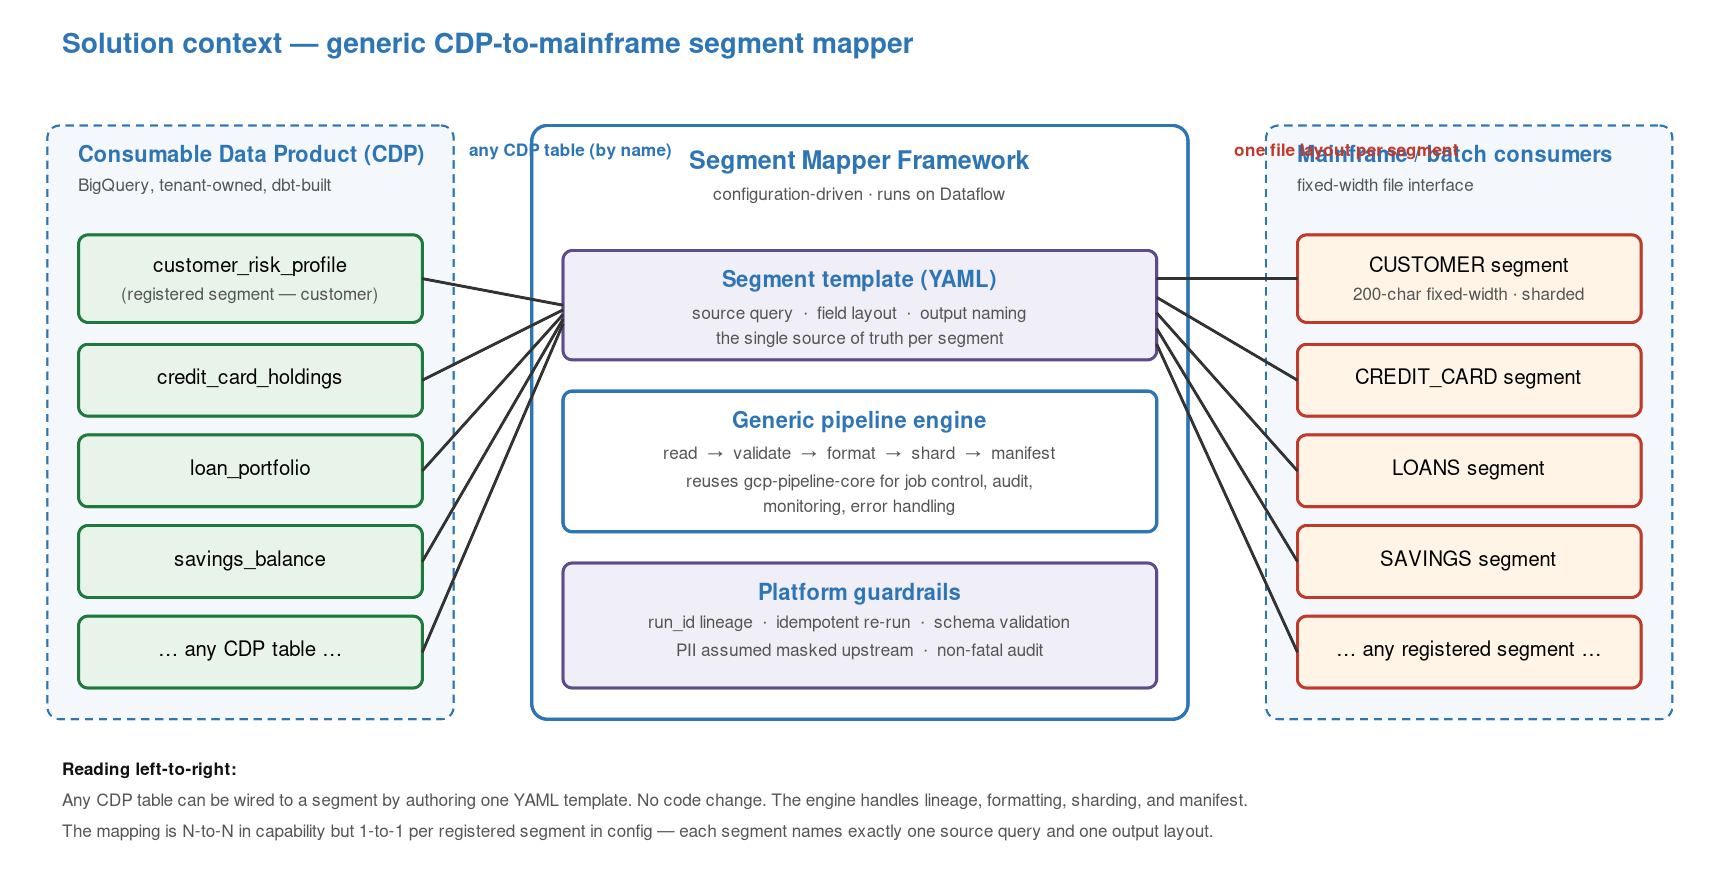 Solution context — generic CDP-to-mainframe segment mapper
Consumable Data Product (CDP)
BigQuery, tenant-owned, dbt-built
customer_risk_profile
(registered segment — customer)
credit_card_holdings
loan_portfolio
savings_balance
… any CDP table …
any CDP table (by name)
Segment Mapper Framework
configuration-driven · runs on Dataflow
Segment template (YAML)
source query · field layout · output naming
the single source of truth per segment
Generic pipeline engine
read → validate → format → shard → manifest
reuses gcp-pipeline-core for job control, audit,
monitoring, error handling
Platform guardrails
run_id lineage · idempotent re-run · schema validation
PII assumed masked upstream · non-fatal audit
one file layout per segment
Mainframe / batch consumers
fixed-width file interface
CUSTOMER segment
200-char fixed-width · sharded
CREDIT_CARD segment
LOANS segment
SAVINGS segment
… any registered segment …
Reading left-to-right:
Any CDP table can be wired to a segment by authoring one YAML template. No code change. The engine handles lineage, formatting, sharding, and manifest.
The mapping is N-to-N in capability but 1-to-1 per registered segment in config — each segment names exactly one source query and one output layout.